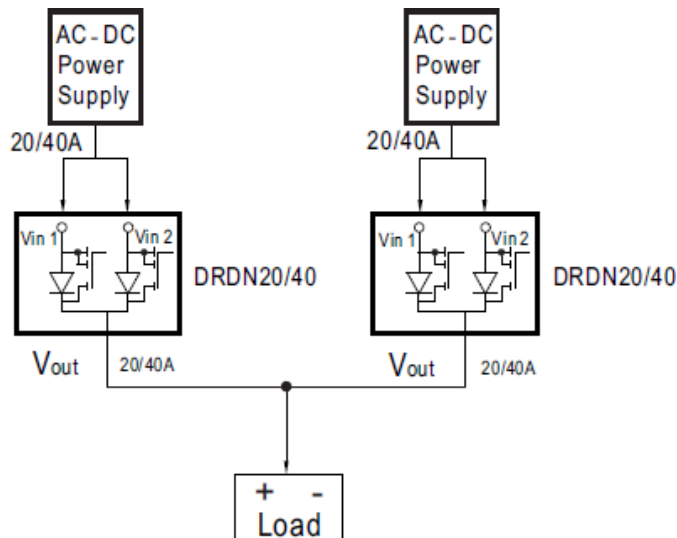 AC-DC
Power
Supply
20/40A
Vin 1
Vin 2
DRDN20/40
Vout
20/40A
AC-DC
Power
Supply
20/40A
Vin 1
Vin 2
DRDN20/40
Vout
20/40A
+ -
Load